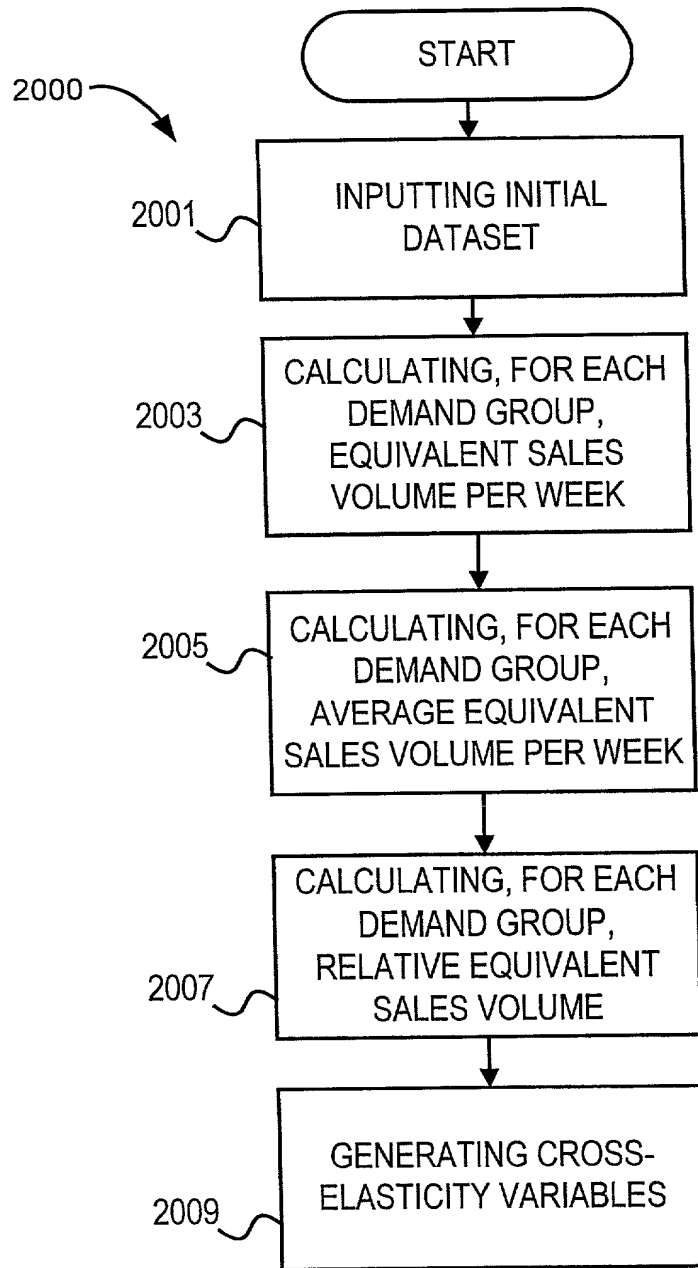 START
2000
2001
INPUTTING INITIAL
DATASET
2003
CALCULATING, FOR EACH
DEMAND GROUP,
EQUIVALENT SALES
VOLUME PER WEEK
2005
CALCULATING, FOR EACH
DEMAND GROUP,
AVERAGE EQUIVALENT
SALES VOLUME PER WEEK
2007
CALCULATING, FOR EACH
DEMAND GROUP,
RELATIVE EQUIVALENT
SALES VOLUME
2009
GENERATING CROSS-
ELASTICITY VARIABLES